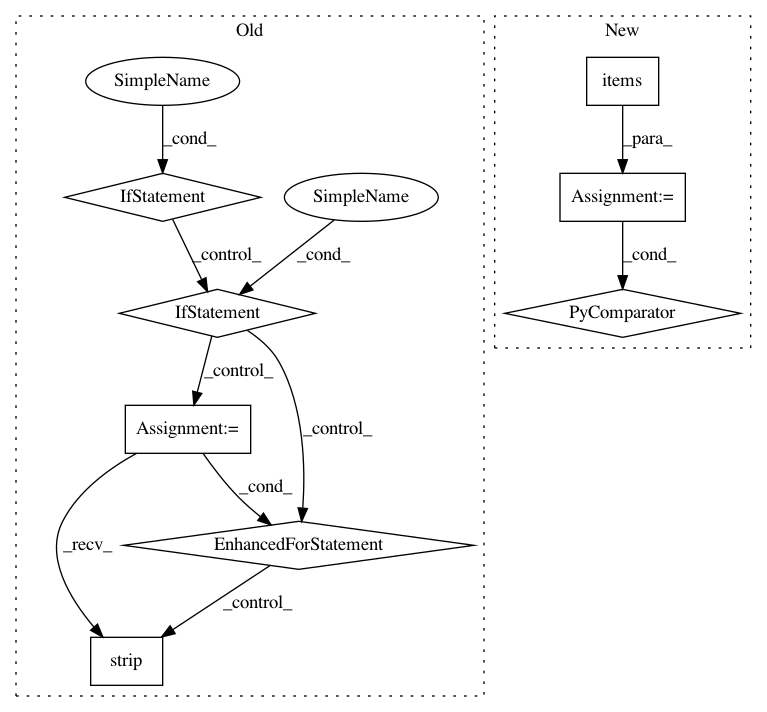 Old
New
SimpleName
items
_cond_
_para_
IfStatement
SimpleName
Assignment:=
_control_
_cond_
_cond_
IfStatement
PyComparator
_control_
_control_
Assignment:=
_cond_
_recv_
EnhancedForStatement
_control_
strip